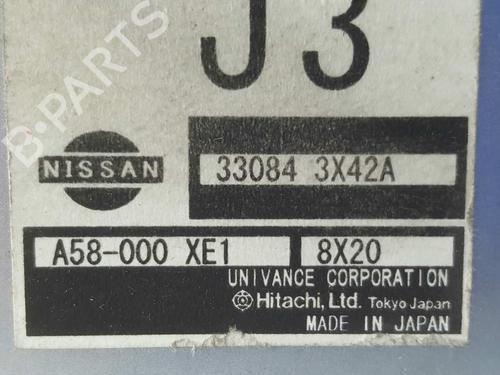 J3
B-PARTS
NISSAN
33084 3X42A
A58-000 XE1
8X20
UNIVANCE CORPORATION
Hitachi, Ltd. Tokyo Japan
MADE IN JAPAN